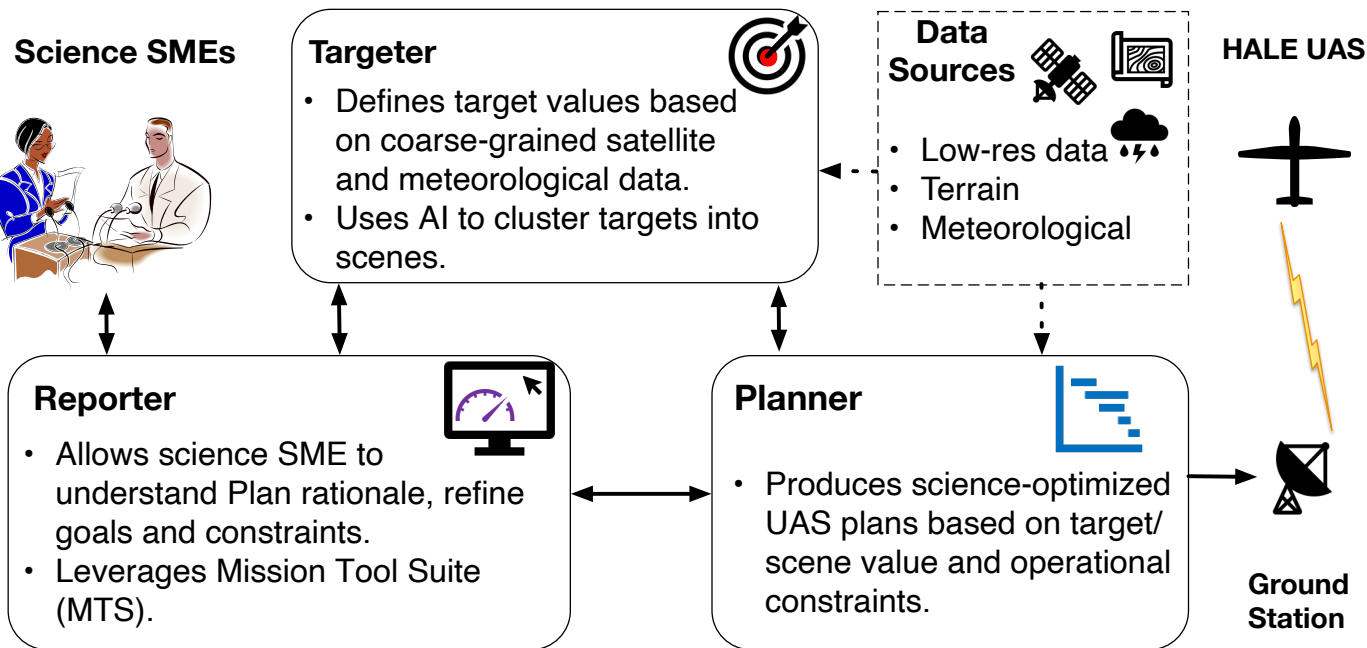 Science SMEs
Targeter
• Defines target values based
on coarse-grained satellite
and meteorological data.
• Uses AI to cluster targets into
scenes.
Data
Sources
• Low-res data
• Terrain
• Meteorological
HALE UAS
Reporter
• Allows science SME to
understand Plan rationale, refine
goals and constraints.
• Leverages Mission Tool Suite
(MTS).
Planner
• Produces science-optimized
UAS plans based on target/
scene value and operational
constraints.
Ground
Station